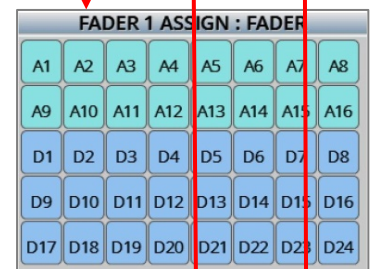 FADER 1 ASSIGN : FADER
A1 A2 A3 A4 A5 A6 A7 A8
A9 A10 A11 A12 A13 A14 A15 A16
D1 D2 D3 D4 D5 D6 D7 D8
D9 D10 D11 D12 D13 D14 D15 D16
D17 D18 D19 D20 D21 D22 D23 D24